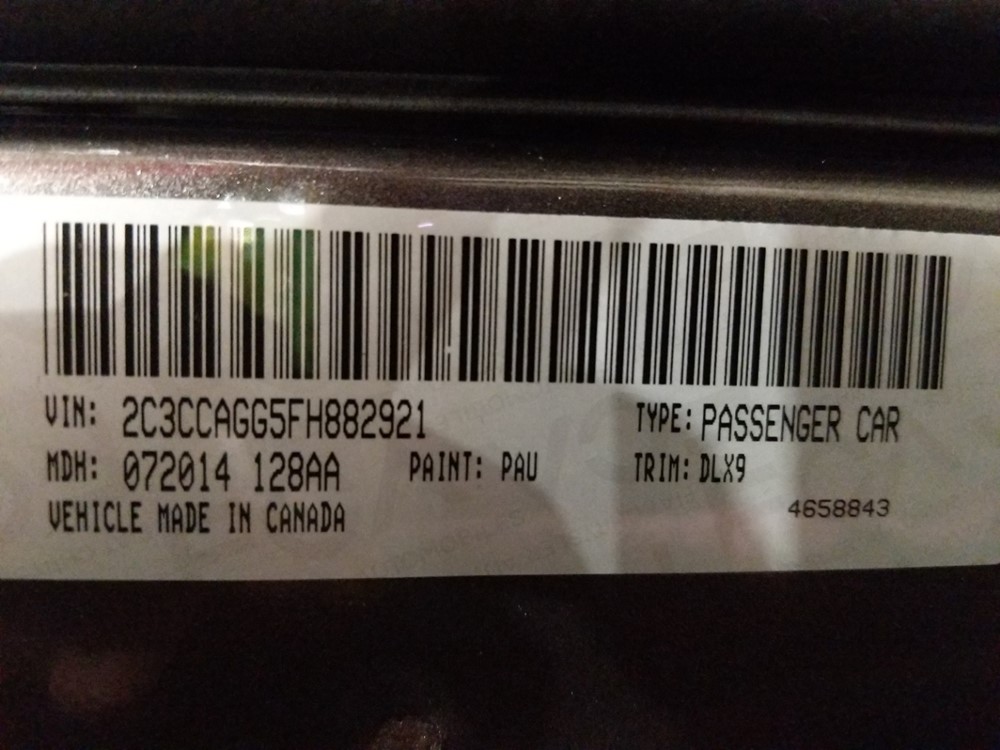 VIN: 2C3CCAGG5FH882921 TYPE: PASSENGER CAR
MDH: 072014 128AA PAINT: PAU TRIM: DLX9
VEHICLE MADE IN CANADA 4658843